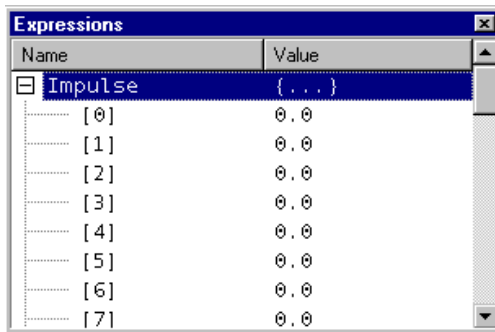 Expressions
Name Value
Impulse {...}
[0] 0.0
[1] 0.0
[2] 0.0
[3] 0.0
[4] 0.0
[5] 0.0
[6] 0.0
[7] 0.0